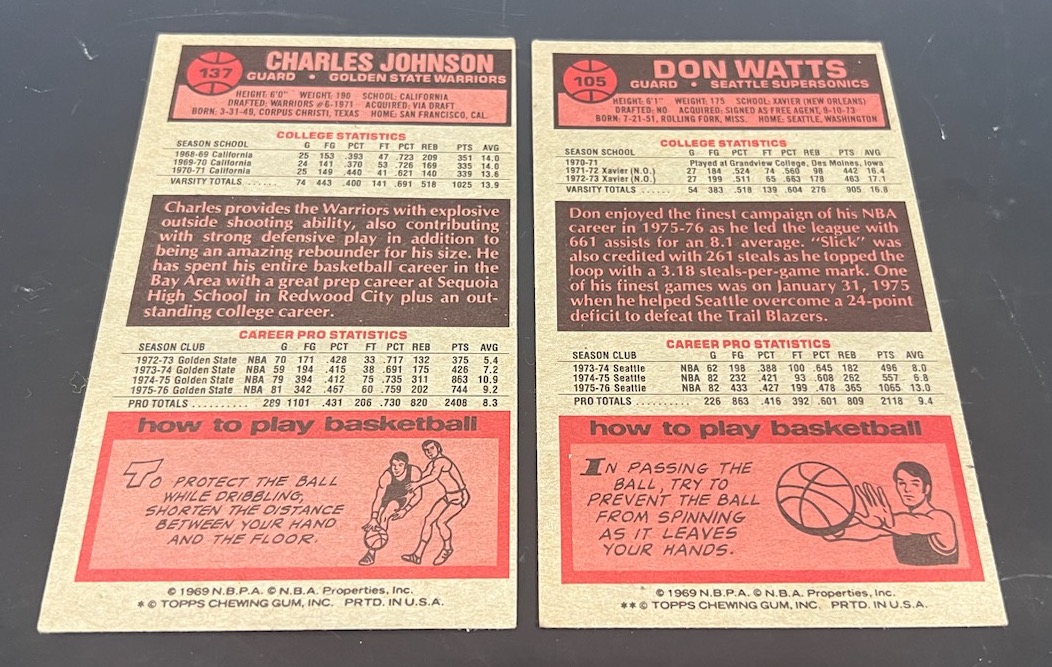 137
CHARLES JOHNSON
GUARD • GOLDEN STATE WARRIORS
HEIGHT: 6'0" WEIGHT: 190 SCHOOL: CALIFORNIA
DRAFTED: WARRIORS #6-1971 ACQUIRED: VIA DRAFT
BORN: 3-31-49, CORPUS CHRISTI, TEXAS HOME: SAN FRANCISCO, CAL.
COLLEGE STATISTICS
SEASON SCHOOL G FG PCT FT PCT REB PTS AVG
1968-69 California 25 153 .393 47 .723 209 351 14.0
1969-70 California 24 141 .370 53 .726 169 335 14.0
1970-71 California 25 149 .440 41 .621 140 339 13.6
VARSITY TOTALS ...... 74 443 .400 141 .691 518 1025 13.9
Charles provides the Warriors with explosive
outside shooting ability, also contributing
with strong defensive play in addition to
being an amazing rebounder for his size. He
has spent his entire basketball career in the
Bay Area with a great prep career at Sequoia
High School in Redwood City plus an out-
standing college career.
CAREER PRO STATISTICS
SEASON CLUB G FG PCT FT PCT REB PTS AVG
1972-73 Golden State NBA 70 171 .428 33 .717 132 375 5.4
1973-74 Golden State NBA 59 194 .415 38 .691 175 426 7.2
1974-75 Golden State NBA 79 394 .412 75 .735 311 863 10.9
1975-76 Golden State NBA 81 342 .467 60 .759 202 744 9.2
PRO TOTALS .......... 289 1101 .431 206 .730 820 2408 8.3
how to play basketball
TO PROTECT THE BALL
WHILE DRIBBLING,
SHORTEN THE DISTANCE
BETWEEN YOUR HAND
AND THE FLOOR.
© 1969 N.B.P.A. © N.B.A. Properties, Inc.
* © TOPPS CHEWING GUM, INC. PRTD. IN U.S.A.
105
DON WATTS
GUARD • SEATTLE SUPERSONICS
HEIGHT: 6'1" WEIGHT: 175 SCHOOL: XAVIER (NEW ORLEANS)
DRAFTED: NO ACQUIRED: SIGNED AS FREE AGENT, 9-10-73
BORN: 7-21-51, ROLLING FORK, MISS. HOME: SEATTLE, WASHINGTON
COLLEGE STATISTICS
SEASON SCHOOL G FG PCT FT PCT REB PTS AVG
1970-71 Played at Grandview College, Des Moines, Iowa
1971-72 Xavier (N.O.) 27 184 .524 74 .560 98 442 16.4
1972-73 Xavier (N.O.) 27 199 .511 65 .663 178 463 17.1
VARSITY TOTALS ...... 54 383 .518 139 .604 276 905 16.8
Don enjoyed the finest campaign of his NBA
career in 1975-76 as he led the league with
661 assists for an 8.1 average. "Slick" was
also credited with 261 steals as he topped the
loop with a 3.18 steals-per-game mark. One
of his finest games was on January 31, 1975
when he helped Seattle overcome a 24-point
deficit to defeat the Trail Blazers.
CAREER PRO STATISTICS
SEASON CLUB G FG PCT FT PCT REB PTS AVG
1973-74 Seattle NBA 62 198 .388 100 .645 182 496 8.0
1974-75 Seattle NBA 82 232 .421 93 .608 262 557 6.8
1975-76 Seattle NBA 82 433 .427 199 .578 365 1065 13.0
PRO TOTALS .......... 226 863 .416 392 .601 809 2118 9.4
how to play basketball
IN PASSING THE
BALL, TRY TO
PREVENT THE BALL
FROM SPINNING
AS IT LEAVES
YOUR HANDS.
© 1969 N.B.P.A. © N.B.A. Properties, Inc.
** © TOPPS CHEWING GUM, INC. PRTD. IN U.S.A.